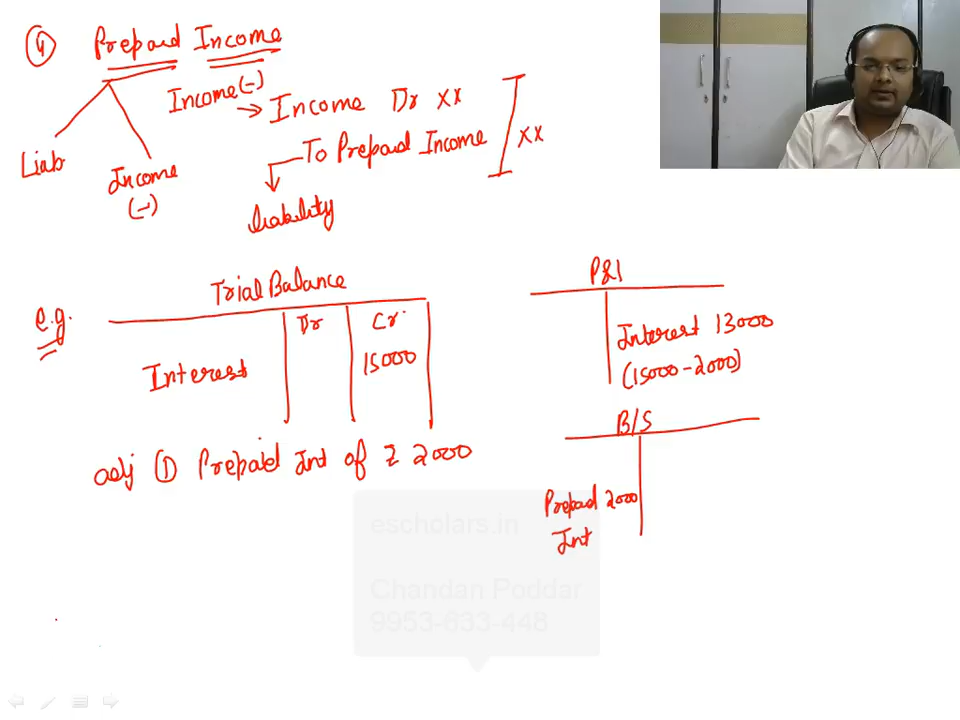 ④ Prepaid Income
Income (-)
→ Income Dr xx
To Prepaid Income xx
Liab
Income
(-)
liability
e.g.
Trial Balance
Dr Cr
Interest 15000
adj ① Prepaid Int of ₹ 2000
P&L
Interest 13000
(15000-2000)
B/S
Prepaid 2000
Int
escholars.in
Chandan Poddar
9953-633-448